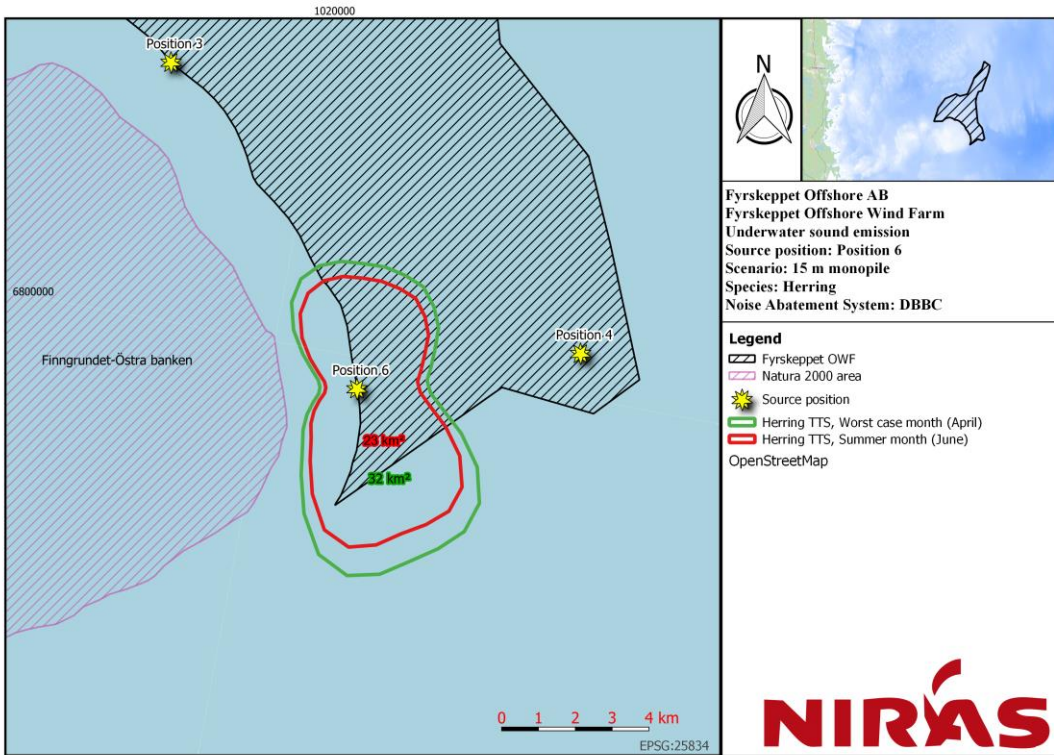 1020000
Position 3
6800000
Finngrundet-Östra banken
Position 4
Position 6
23 km²
32 km²
0 1 2 3 4 km
EPSG:25834
N
Fyrskeppet Offshore AB
Fyrskeppet Offshore Wind Farm
Underwater sound emission
Source position: Position 6
Scenario: 15 m monopile
Species: Herring
Noise Abatement System: DBBC
Legend
Fyrskeppet OWF
Natura 2000 area
Source position
Herring TTS, Worst case month (April)
Herring TTS, Summer month (June)
OpenStreetMap
NIRAS